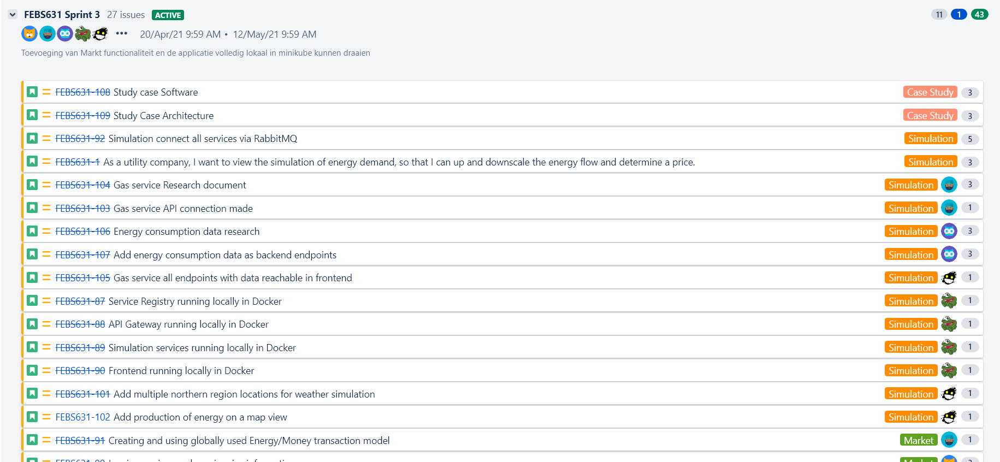 FEBS631 Sprint 3 27 issues ACTIVE 11 1 43
20/Apr/21 9:59 AM • 12/May/21 9:59 AM
Toevoeging van Markt functionaliteit en de applicatie volledig lokaal in minikube kunnen draaien
FEBS631-108 Study case Software Case Study 3
FEBS631-109 Study Case Architecture Case Study 3
FEBS631-92 Simulation connect all services via RabbitMQ Simulation 5
FEBS631-1 As a utility company, I want to view the simulation of energy demand, so that I can up and downscale the energy flow and determine a price. Simulation 3
FEBS631-104 Gas service Research document Simulation 3
FEBS631-103 Gas service API connection made Simulation 1
FEBS631-106 Energy consumption data research Simulation 3
FEBS631-107 Add energy consumption data as backend endpoints Simulation 3
FEBS631-105 Gas service all endpoints with data reachable in frontend Simulation 1
FEBS631-87 Service Registry running locally in Docker Simulation 1
FEBS631-88 API Gateway running locally in Docker Simulation 1
FEBS631-89 Simulation services running locally in Docker Simulation 1
FEBS631-90 Frontend running locally in Docker Simulation 1
FEBS631-101 Add multiple northern region locations for weather simulation Simulation 1
FEBS631-102 Add production of energy on a map view Simulation 1
FEBS631-91 Creating and using globally used Energy/Money transaction model Market 1
Market